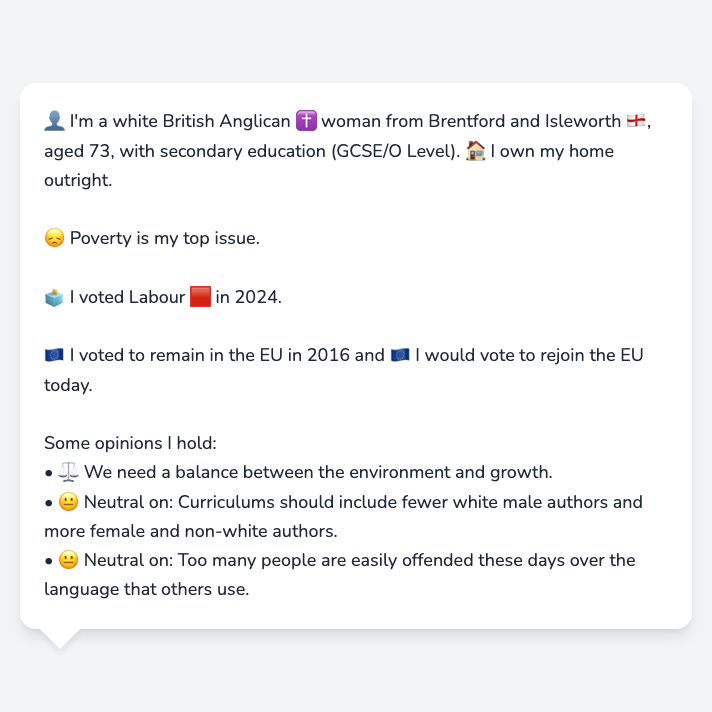 👤 I'm a white British Anglican ✝️ woman from Brentford and Isleworth 🏴󠁧󠁢󠁥󠁮󠁧󠁿,
aged 73, with secondary education (GCSE/O Level). 🏠 I own my home
outright.
😞 Poverty is my top issue.
🗳️ I voted Labour 🟥 in 2024.
🇪🇺 I voted to remain in the EU in 2016 and 🇪🇺 I would vote to rejoin the EU
today.
Some opinions I hold:
• ⚖️ We need a balance between the environment and growth.
• 😐 Neutral on: Curriculums should include fewer white male authors and
more female and non-white authors.
• 😐 Neutral on: Too many people are easily offended these days over the
language that others use.